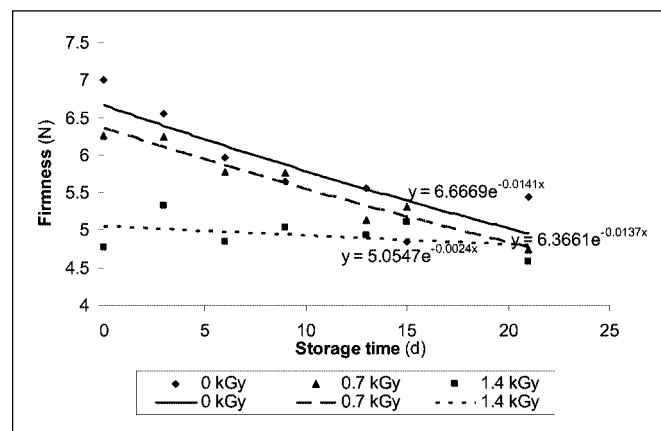 7.5
7
6.5
6
5.5
5
4.5
4
Firmness (N)
y = 6.6669e^-0.0141x
y = 6.3661e^-0.0137x
y = 5.0547e^-0.0024x
0 5 10 15 20 25
Storage time (d)
0 kGy 0.7 kGy 1.4 kGy
0 kGy 0.7 kGy 1.4 kGy